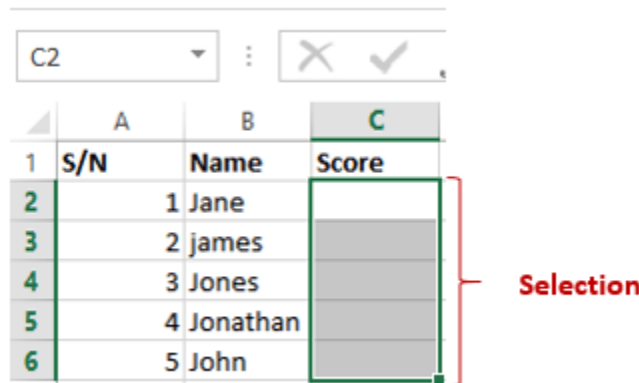 C2
A B C
1 S/N Name Score
2 1 Jane
3 2 james
4 3 Jones
Selection
5 4 Jonathan
6 5 John